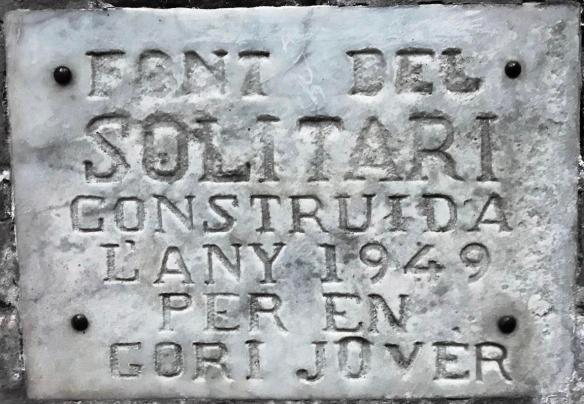 FONT DEL
SOLITARI
CONSTRUIDA
L'ANY 1949
PER EN
GORI JOVER